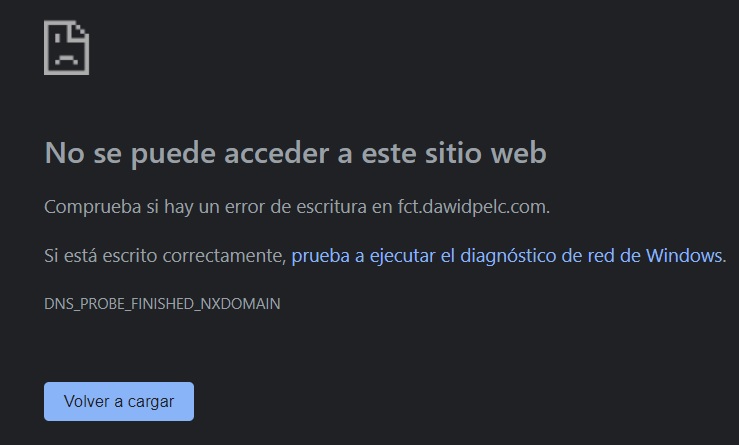 No se puede acceder a este sitio web
Comprueba si hay un error de escritura en fct.dawidpelc.com.
Si está escrito correctamente, prueba a ejecutar el diagnóstico de red de Windows.
DNS_PROBE_FINISHED_NXDOMAIN
Volver a cargar